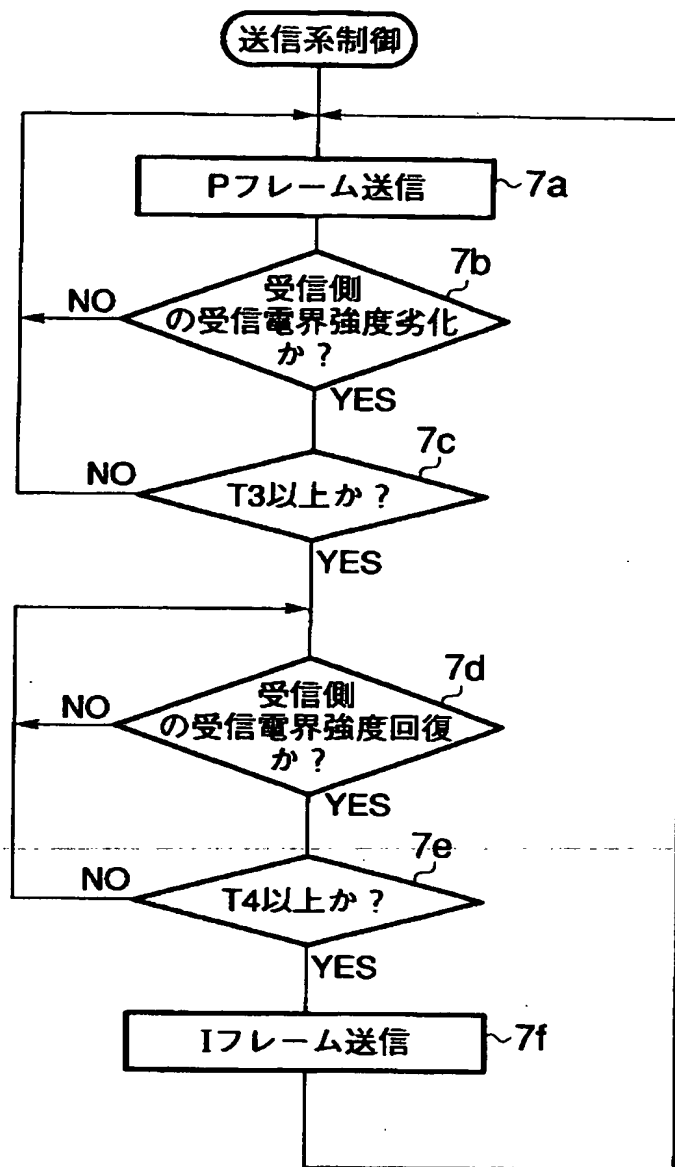 送信系制御
Pフレーム送信
7a
7b
受信側
の受信電界強度劣化
か?
NO
YES
7c
T3以上か?
NO
YES
7d
受信側
の受信電界強度回復
か?
NO
YES
7e
T4以上か?
NO
YES
Iフレーム送信
7f